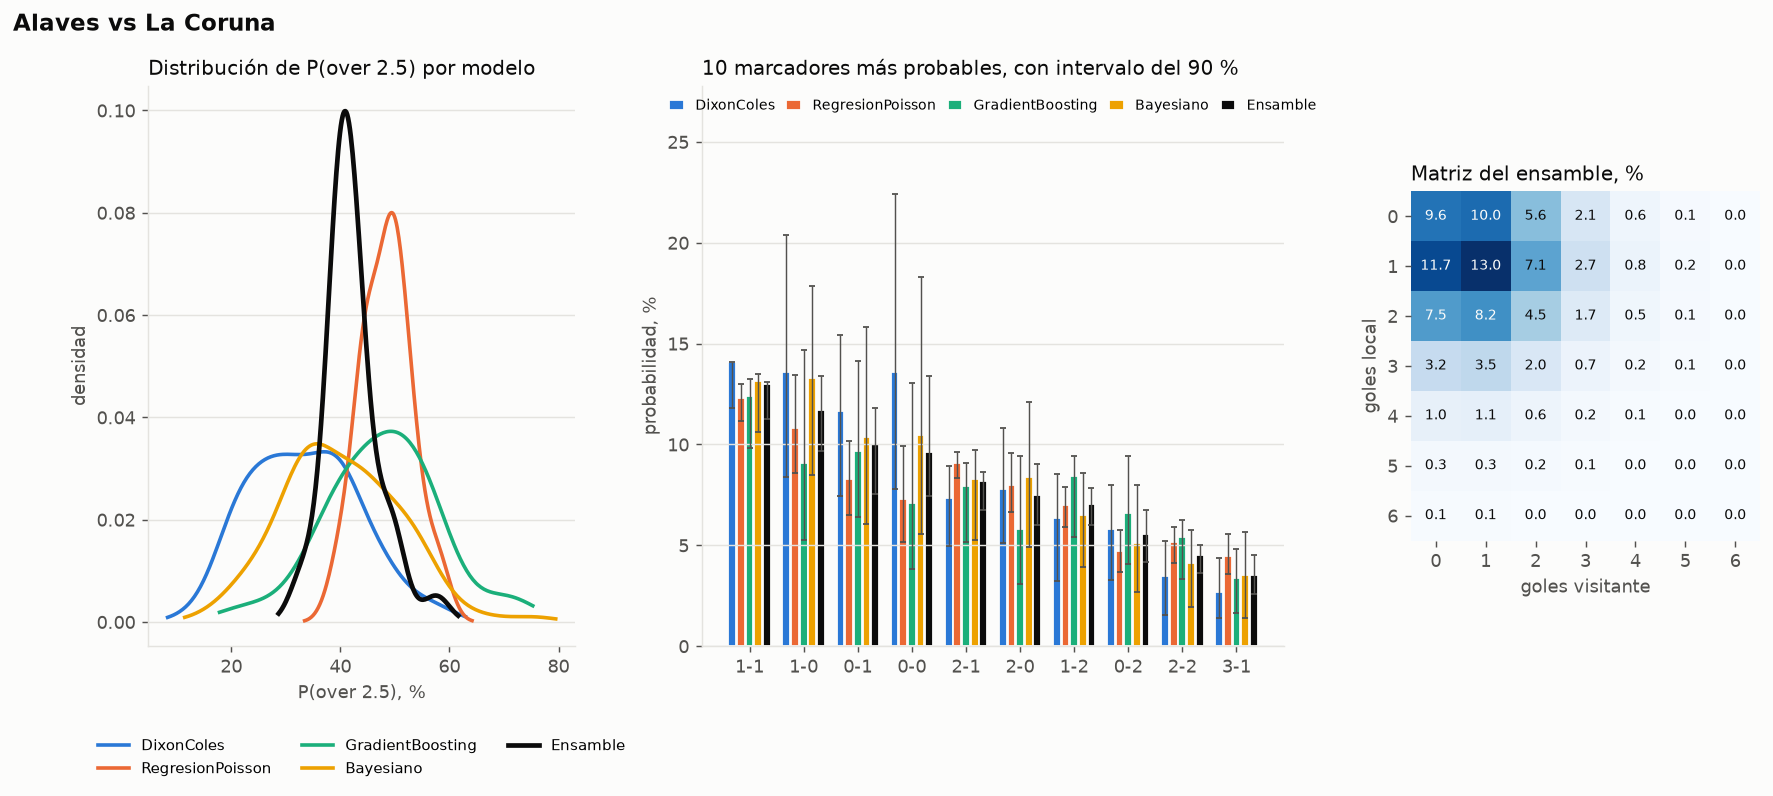 Alaves vs La Coruna
Distribución de P(over 2.5) por modelo
0.10
0.08
0.06
0.04
0.02
0.00
densidad
20 40 60 80
P(over 2.5), %
DixonColes GradientBoosting Ensamble
RegresionPoisson Bayesiano
10 marcadores más probables, con intervalo del 90 %
DixonColes RegresionPoisson GradientBoosting Bayesiano Ensamble
25
20
15
10
5
0
probabilidad, %
1-1 1-0 0-1 0-0 2-1 2-0 1-2 0-2 2-2 3-1
Matriz del ensamble, %
0 9.6 10.0 5.6 2.1 0.6 0.1 0.0
1 11.7 13.0 7.1 2.7 0.8 0.2 0.0
2 7.5 8.2 4.5 1.7 0.5 0.1 0.0
3 3.2 3.5 2.0 0.7 0.2 0.1 0.0
4 1.0 1.1 0.6 0.2 0.1 0.0 0.0
5 0.3 0.3 0.2 0.1 0.0 0.0 0.0
6 0.1 0.1 0.0 0.0 0.0 0.0 0.0
goles local
0 1 2 3 4 5 6
goles visitante